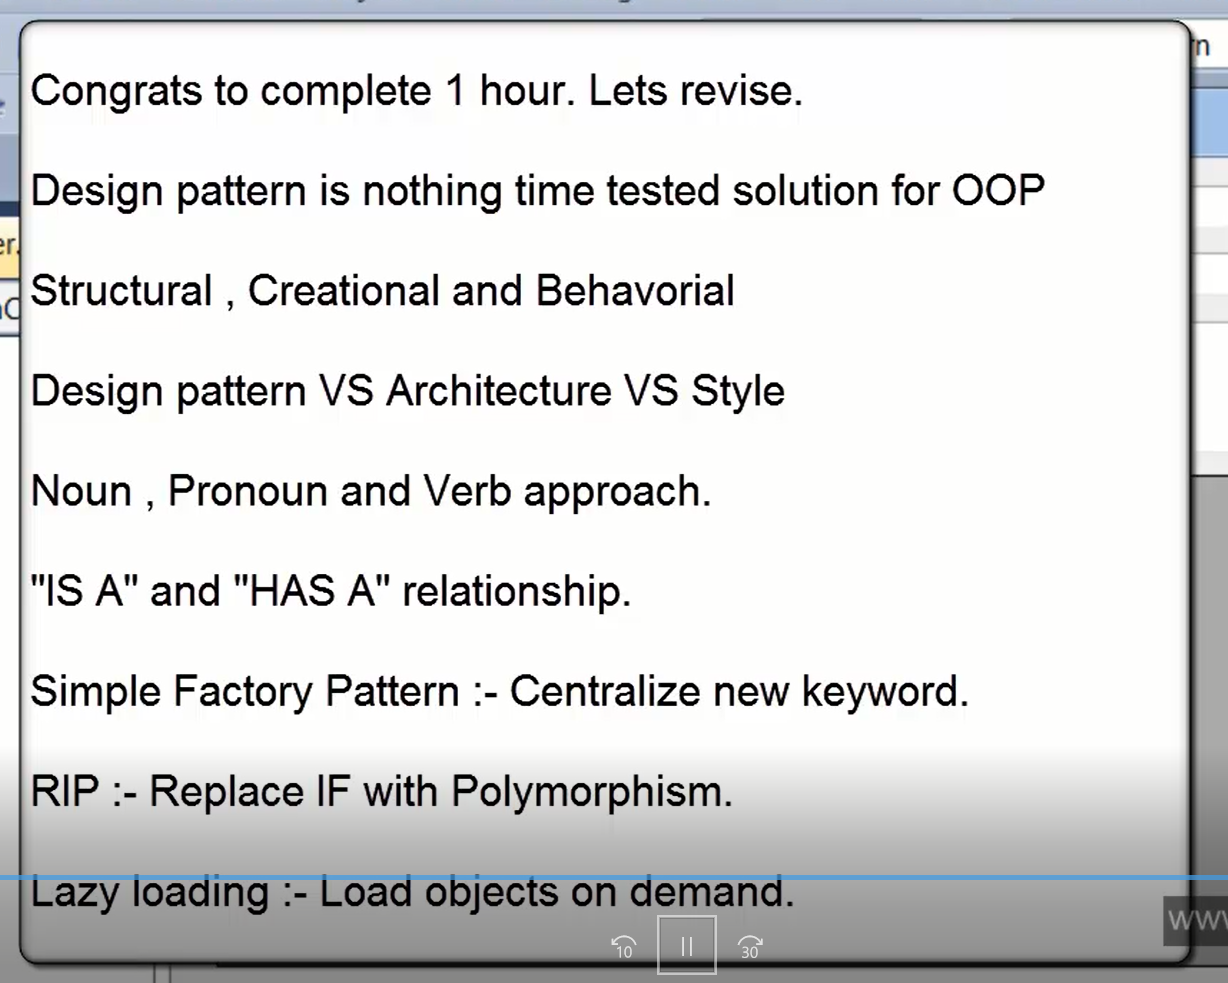 Congrats to complete 1 hour. Lets revise.
Design pattern is nothing time tested solution for OOP
Structural , Creational and Behavorial
Design pattern VS Architecture VS Style
Noun , Pronoun and Verb approach.
"IS A" and "HAS A" relationship.
Simple Factory Pattern :- Centralize new keyword.
RIP :- Replace IF with Polymorphism.
Lazy loading :- Load objects on demand.
10 30